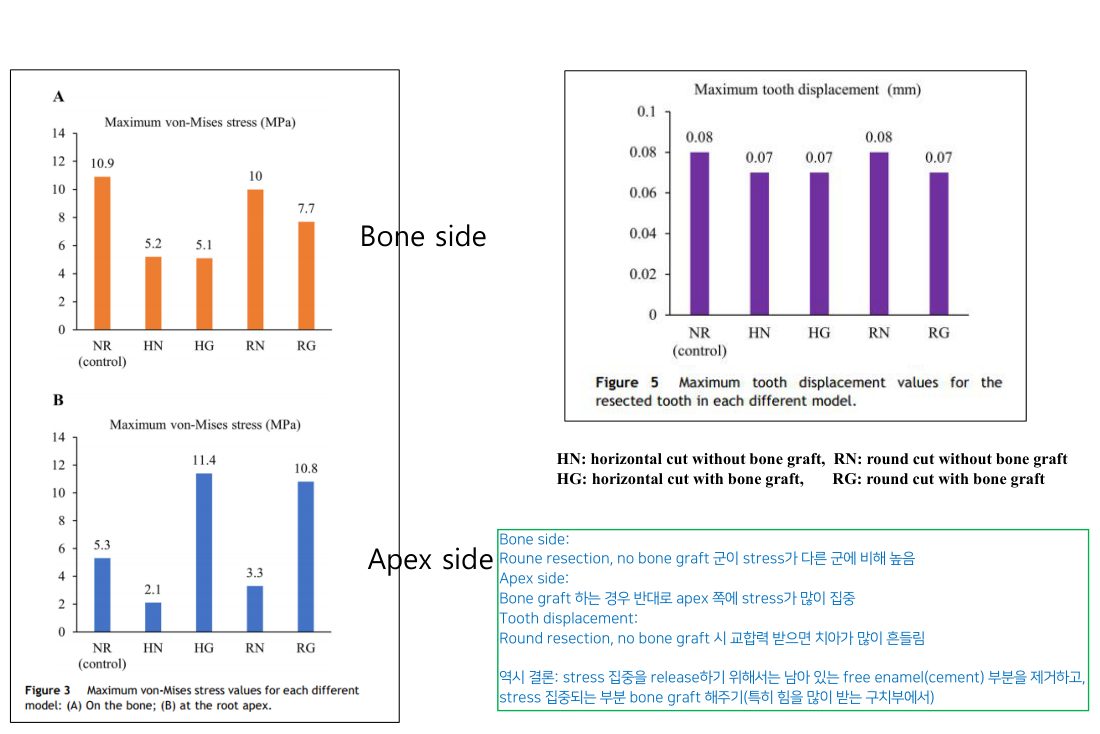 A
Maximum von-Mises stress (MPa)
14
12
10
8
6
4
2
0
10.9
5.2
5.1
10
7.7
NR
(control)
HN
HG
RN
RG
Bone side
B
Maximum von-Mises stress (MPa)
14
12
10
8
6
4
2
0
5.3
2.1
11.4
3.3
10.8
NR
(control)
HN
HG
RN
RG
Apex side
Figure 3 Maximum von-Mises stress values for each different
model: (A) On the bone; (B) at the root apex.
Maximum tooth displacement (mm)
0.1
0.08
0.06
0.04
0.02
0
0.08
0.07
0.07
0.08
0.07
NR
(control)
HN
HG
RN
RG
Figure 5 Maximum tooth displacement values for the
resected tooth in each different model.
HN: horizontal cut without bone graft, RN: round cut without bone graft
HG: horizontal cut with bone graft, RG: round cut with bone graft
Bone side:
Roune resection, no bone graft 군이 stress가 다른 군에 비해 높음
Apex side:
Bone graft 하는 경우 반대로 apex 쪽에 stress가 많이 집중
Tooth displacement:
Round resection, no bone graft 시 교합력 받으면 치아가 많이 흔들림
역시 결론: stress 집중을 release하기 위해서는 남아 있는 free enamel(cement) 부분을 제거하고,
stress 집중되는 부분 bone graft 해주기(특히 힘을 많이 받는 구치부에서)